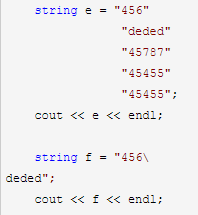 string e = "456"
"deded"
"45787"
"45455"
"45455";
cout << e << endl;
string f = "456\
deded";
cout << f << endl;